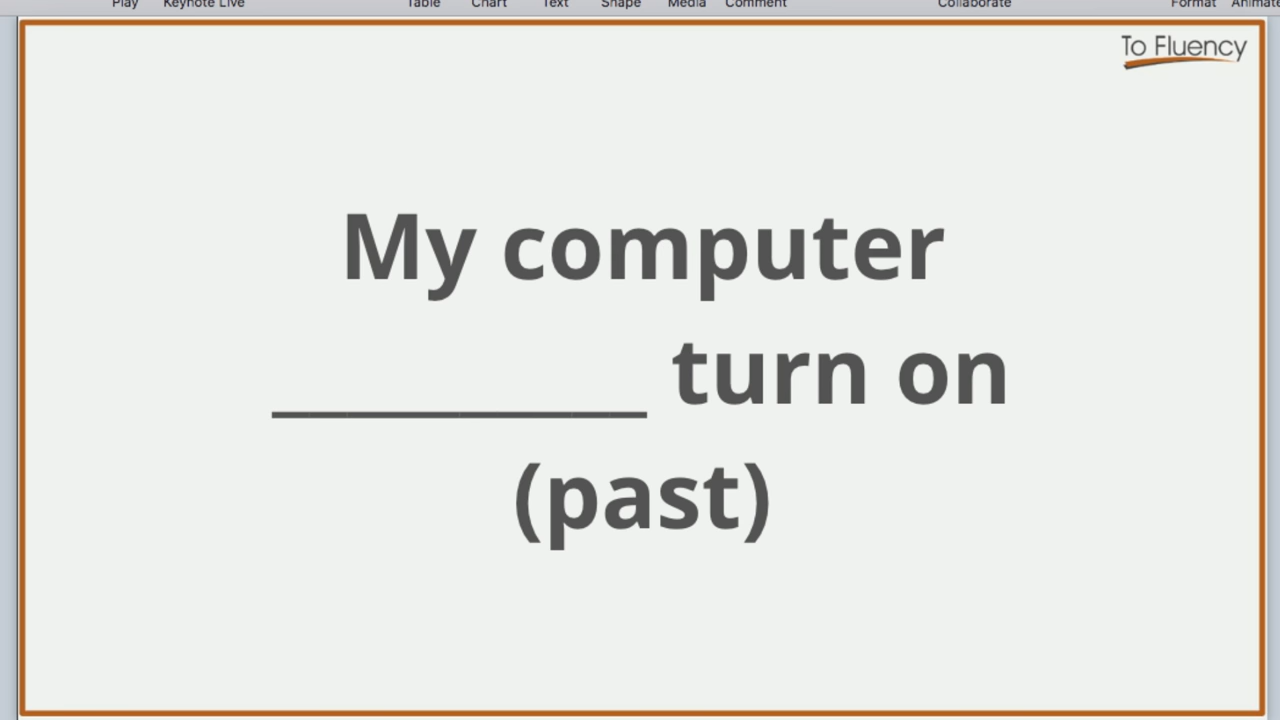 Play Keynote Live Table Chart Text Shape Media Comment Collaborate Format Animate
To Fluency
My computer
__________ turn on
(past)